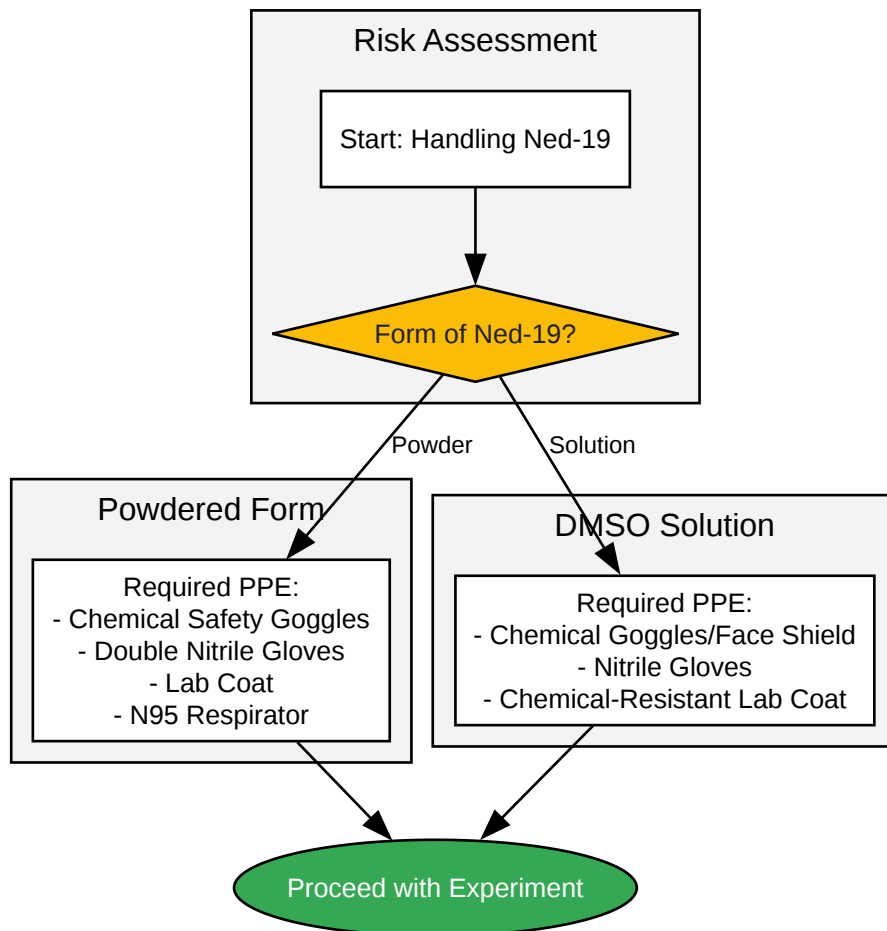 Risk Assessment
Start: Handling Ned-19
Form of Ned-19?
Powder
Solution
Powdered Form
Required PPE:
- Chemical Safety Goggles
- Double Nitrile Gloves
- Lab Coat
- N95 Respirator
DMSO Solution
Required PPE:
- Chemical Goggles/Face Shield
- Nitrile Gloves
- Chemical-Resistant Lab Coat
Proceed with Experiment